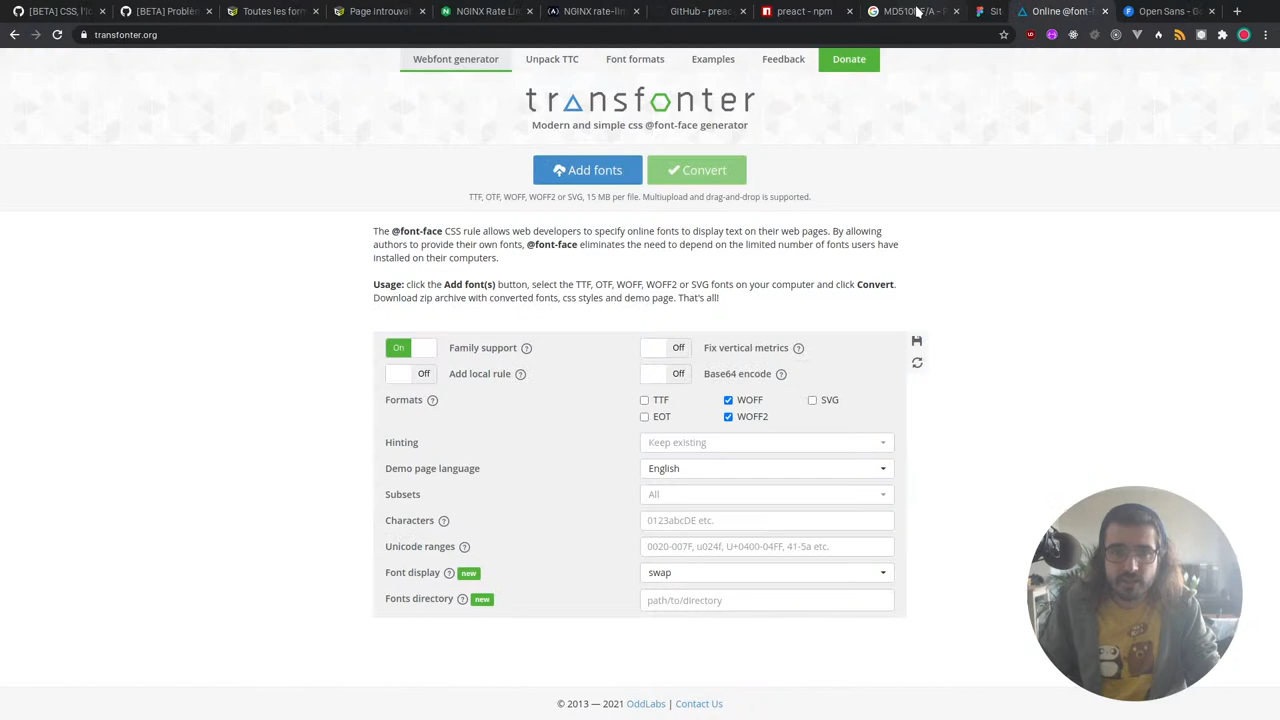 [BETA] CSS, l'ic
[BETA] Problèm
Toutes les form
Page introuva
NGINX Rate Lim
NGINX rate-lim
GitHub - preac
preact - npm
MD510NF/A - P
Sit
Online @font-f
Open Sans - Go
transfonter.org
Webfont generator
Unpack TTC
Font formats
Examples
Feedback
Donate
transfonter
Modern and simple css @font-face generator
Add fonts
Convert
TTF, OTF, WOFF, WOFF2 or SVG, 15 MB per file. Multiupload and drag-and-drop is supported.
The @font-face CSS rule allows web developers to specify online fonts to display text on their web pages. By allowing
authors to provide their own fonts, @font-face eliminates the need to depend on the limited number of fonts users have
installed on their computers.
Usage: click the Add font(s) button, select the TTF, OTF, WOFF, WOFF2 or SVG fonts on your computer and click Convert.
Download zip archive with converted fonts, css styles and demo page. That's all!
On Family support ?
Off Fix vertical metrics ?
Off Add local rule ?
Off Base64 encode ?
Formats ?
TTF
WOFF
SVG
EOT
WOFF2
Hinting
Keep existing
Demo page language
English
Subsets
All
Characters ?
0123abcDE etc.
Unicode ranges ?
0020-007F, u024f, U+0400-04FF, 41-5a etc.
Font display ? new
swap
Fonts directory ? new
path/to/directory
© 2013 — 2021 OddLabs | Contact Us